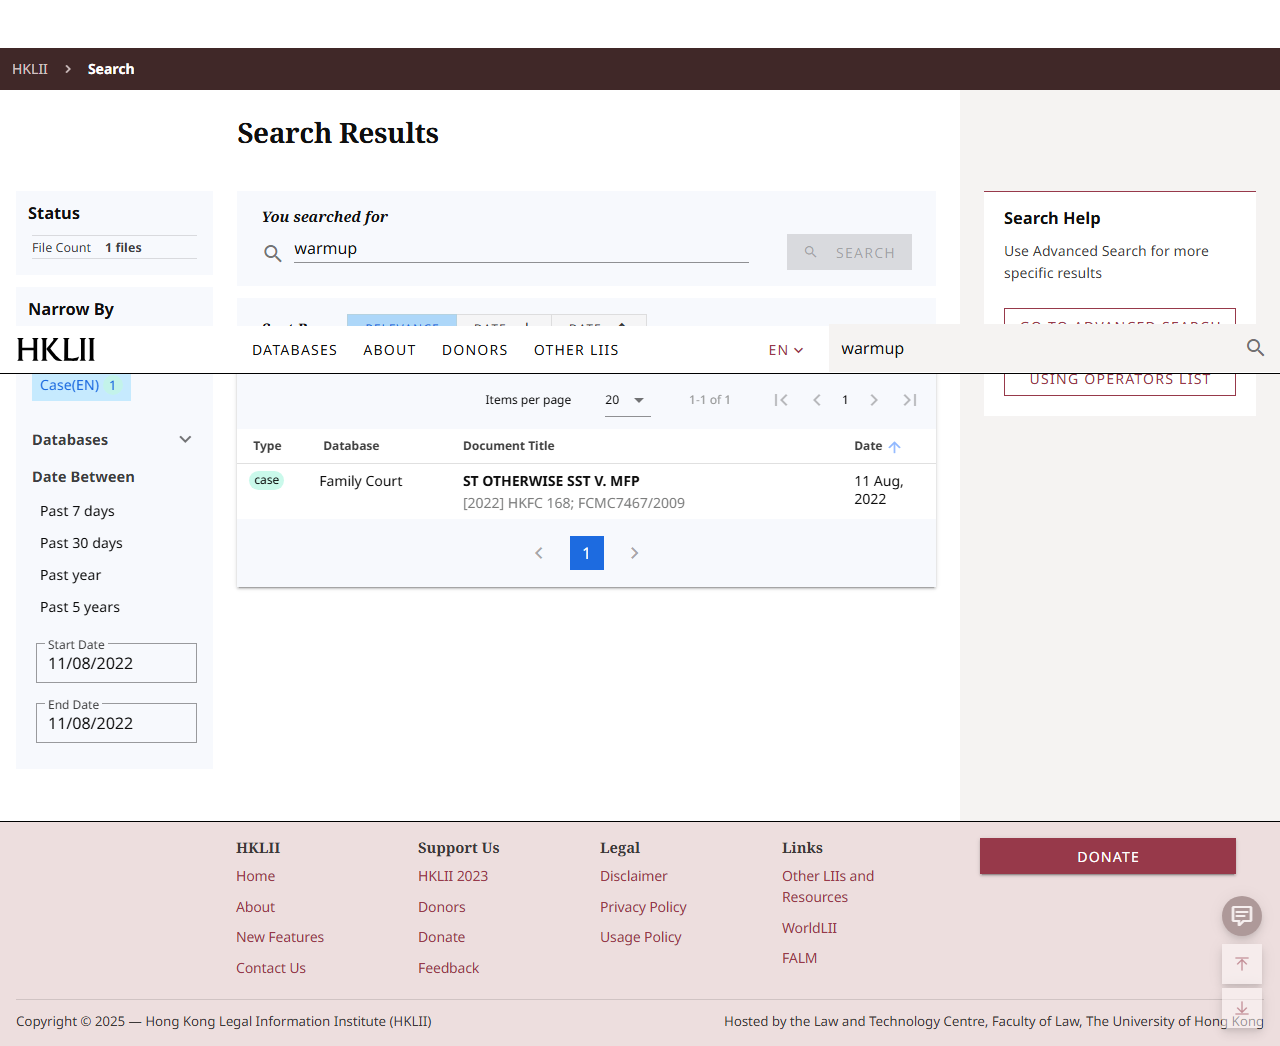 HKLII
Search
Search Results
Status
File Count 1 files
You searched for
warmup
SEARCH
Search Help
Use Advanced Search for more
specific results
Narrow By
HKLII
DATABASES
ABOUT
DONORS
OTHER LIIS
EN
warmup
USING OPERATORS LIST
Case(EN) 1
Items per page
20
1-1 of 1
1
Type
Database
Document Title
Date
case
Family Court
ST OTHERWISE SST V. MFP
[2022] HKFC 168; FCMC7467/2009
11 Aug,
2022
1
Databases
Date Between
Past 7 days
Past 30 days
Past year
Past 5 years
Start Date
11/08/2022
End Date
11/08/2022
HKLII
Home
About
New Features
Contact Us
Support Us
HKLII 2023
Donors
Donate
Feedback
Legal
Disclaimer
Privacy Policy
Usage Policy
Links
Other LIIs and
Resources
WorldLII
FALM
DONATE
Copyright © 2025 — Hong Kong Legal Information Institute (HKLII)
Hosted by the Law and Technology Centre, Faculty of Law, The University of Hong Kong